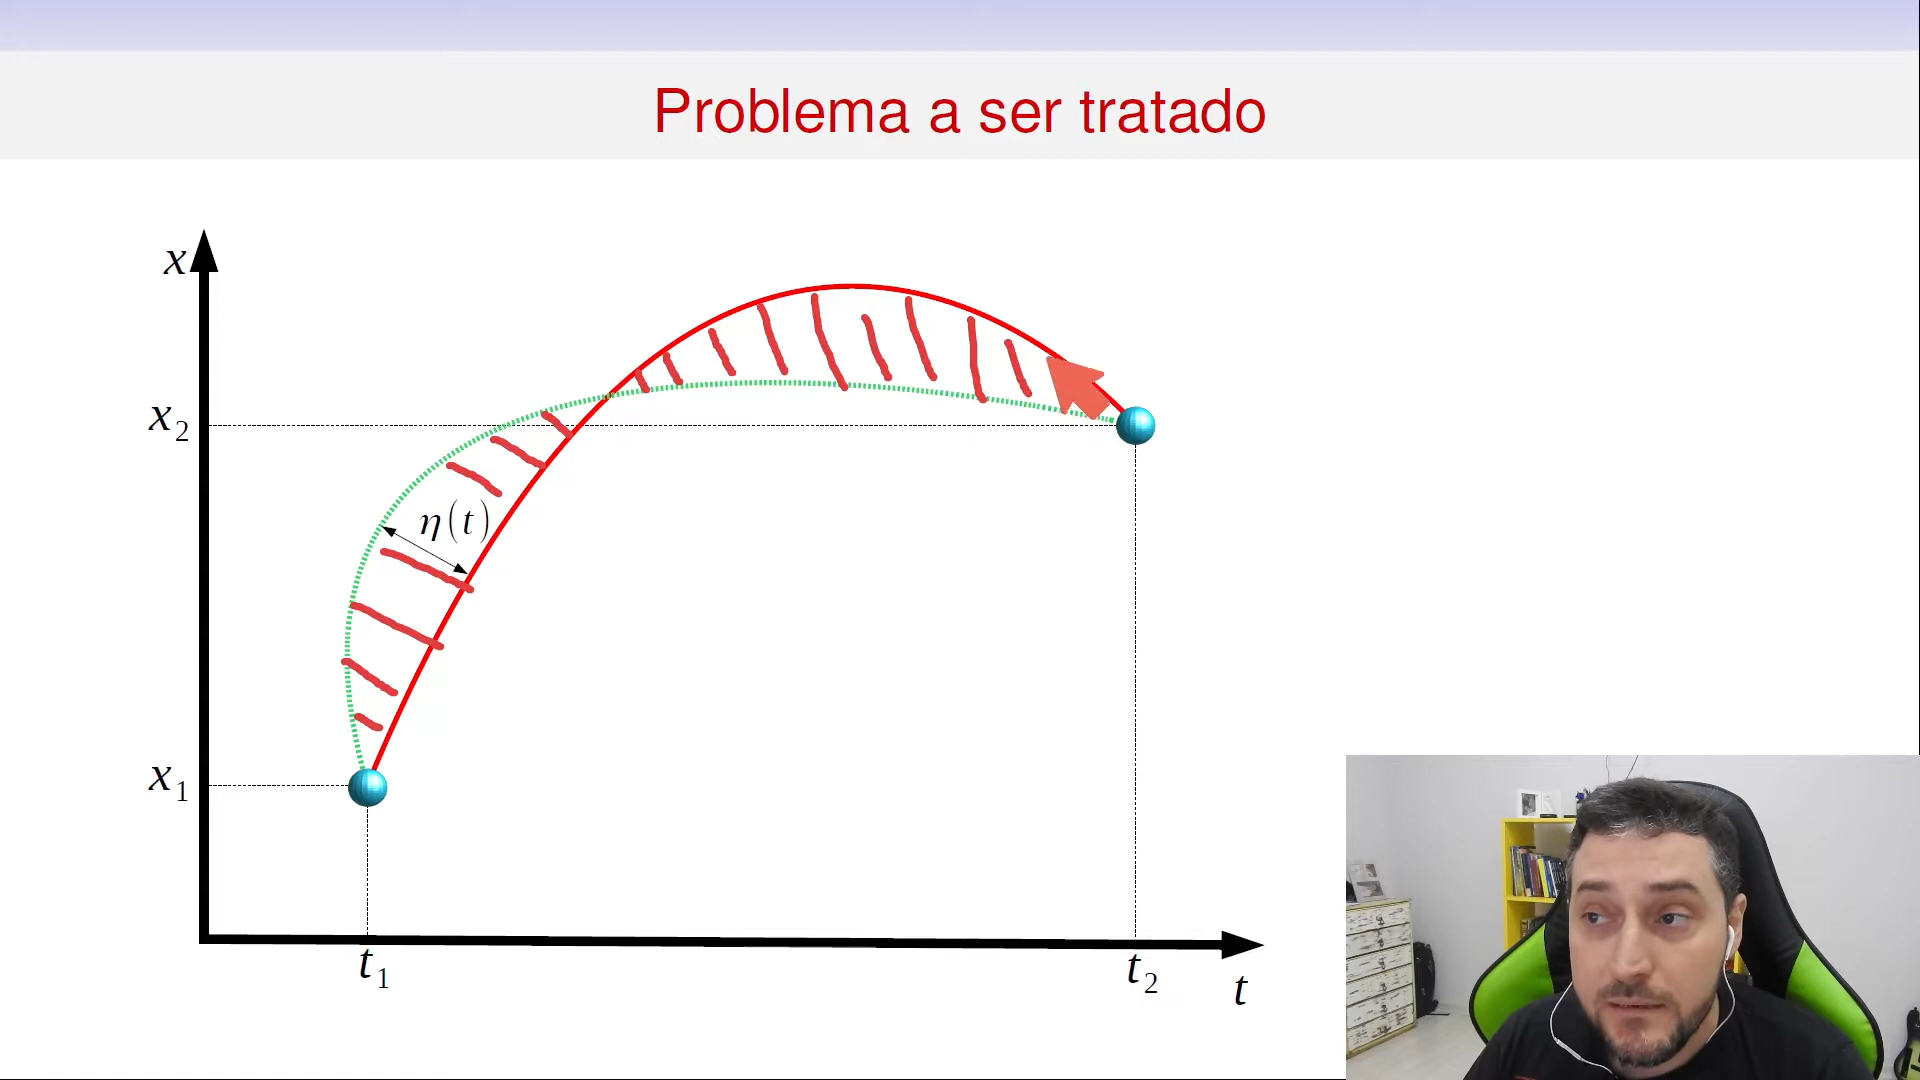 Problema a ser tratado
x
x₂
η(t)
x₁
t₁
t₂
t